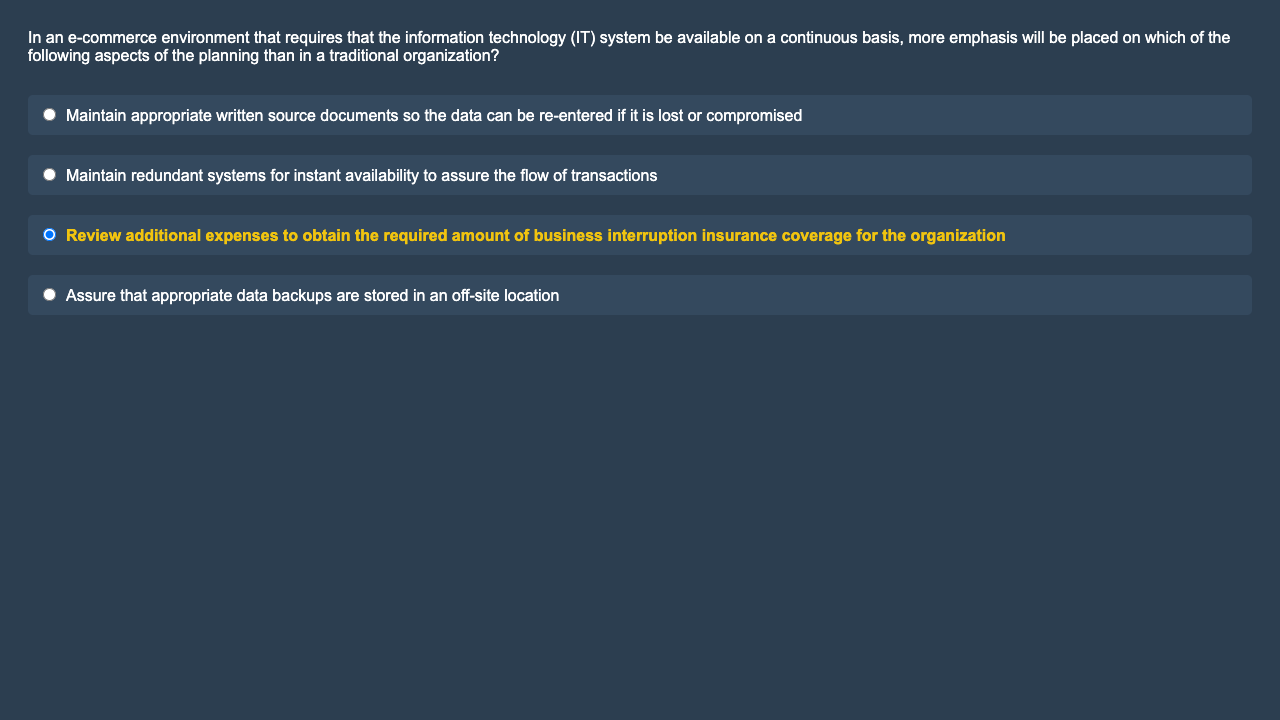 In an e-commerce environment that requires that the information technology (IT) system be available on a continuous basis, more emphasis will be placed on which of the
following aspects of the planning than in a traditional organization?
Maintain appropriate written source documents so the data can be re-entered if it is lost or compromised
Maintain redundant systems for instant availability to assure the flow of transactions
Review additional expenses to obtain the required amount of business interruption insurance coverage for the organization
Assure that appropriate data backups are stored in an off-site location